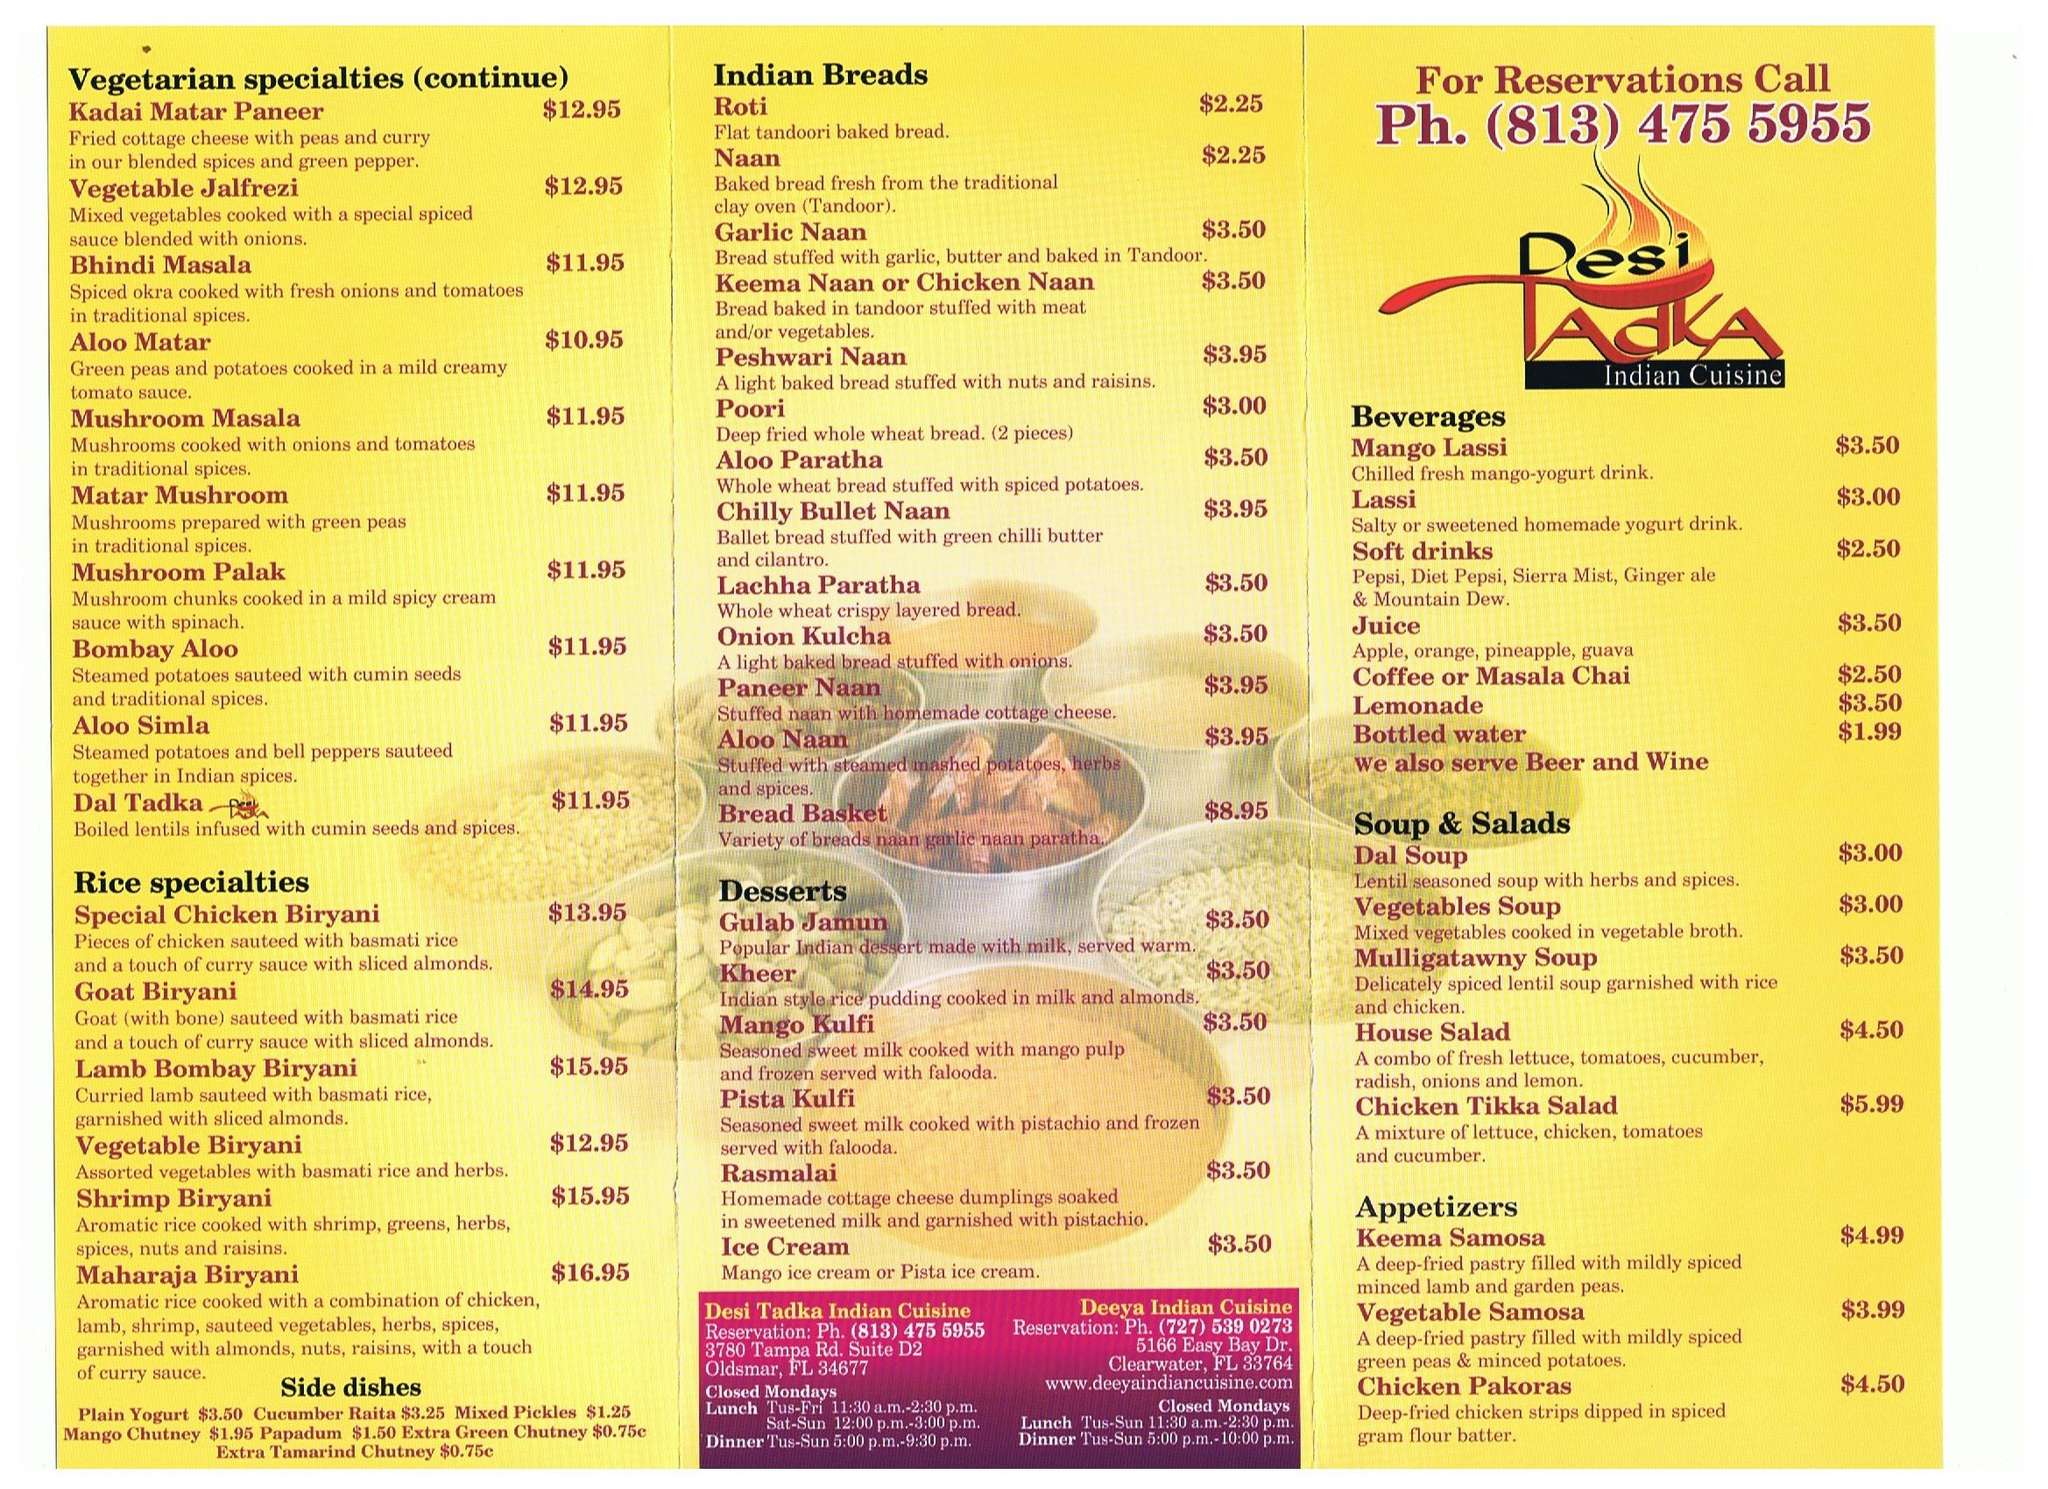 Vegetarian specialties (continue)
Kadai Matar Paneer $12.95
Fried cottage cheese with peas and curry
in our blended spices and green pepper.
Vegetable Jalfrezi $12.95
Mixed vegetables cooked with a special spiced
sauce blended with onions.
Bhindi Masala $11.95
Spiced okra cooked with fresh onions and tomatoes
in traditional spices.
Aloo Matar $10.95
Green peas and potatoes cooked in a mild creamy
tomato sauce.
Mushroom Masala $11.95
Mushrooms cooked with onions and tomatoes
in traditional spices.
Matar Mushroom $11.95
Mushrooms prepared with green peas
in traditional spices.
Mushroom Palak $11.95
Mushroom chunks cooked in a mild spicy cream
sauce with spinach.
Bombay Aloo $11.95
Steamed potatoes sauteed with cumin seeds
and traditional spices.
Aloo Simla $11.95
Steamed potatoes and bell peppers sauteed
together in Indian spices.
Dal Tadka Desi Tadka $11.95
Boiled lentils infused with cumin seeds and spices.
Rice specialties
Special Chicken Biryani $13.95
Pieces of chicken sauteed with basmati rice
and a touch of curry sauce with sliced almonds.
Goat Biryani $14.95
Goat (with bone) sauteed with basmati rice
and a touch of curry sauce with sliced almonds.
Lamb Bombay Biryani $15.95
Curried lamb sauteed with basmati rice,
garnished with sliced almonds.
Vegetable Biryani $12.95
Assorted vegetables with basmati rice and herbs.
Shrimp Biryani $15.95
Aromatic rice cooked with shrimp, greens, herbs,
spices, nuts and raisins.
Maharaja Biryani $16.95
Aromatic rice cooked with a combination of chicken,
lamb, shrimp, sauteed vegetables, herbs, spices,
garnished with almonds, nuts, raisins, with a touch
of curry sauce.
Side dishes
Plain Yogurt $3.50 Cucumber Raita $3.25 Mixed Pickles $1.25
Mango Chutney $1.95 Papadum $1.50 Extra Green Chutney $0.75c
Extra Tamarind Chutney $0.75c
Indian Breads
Roti $2.25
Flat tandoori baked bread.
Naan $2.25
Baked bread fresh from the traditional
clay oven (Tandoor).
Garlic Naan $3.50
Bread stuffed with garlic, butter and baked in Tandoor.
Keema Naan or Chicken Naan $3.50
Bread baked in tandoor stuffed with meat
and/or vegetables.
Peshwari Naan $3.95
A light baked bread stuffed with nuts and raisins.
Poori $3.00
Deep fried whole wheat bread. (2 pieces)
Aloo Paratha $3.50
Whole wheat bread stuffed with spiced potatoes.
Chilly Bullet Naan $3.95
Ballet bread stuffed with green chilli butter
and cilantro.
Lachha Paratha $3.50
Whole wheat crispy layered bread.
Onion Kulcha $3.50
A light baked bread stuffed with onions.
Paneer Naan $3.95
Stuffed naan with homemade cottage cheese.
Aloo Naan $3.95
Stuffed with steamed mashed potatoes, herbs
and spices.
Bread Basket $8.95
Variety of breads naan garlic naan paratha.
Desserts
Gulab Jamun $3.50
Popular Indian dessert made with milk, served warm.
Kheer $3.50
Indian style rice pudding cooked in milk and almonds.
Mango Kulfi $3.50
Seasoned sweet milk cooked with mango pulp
and frozen served with falooda.
Pista Kulfi $3.50
Seasoned sweet milk cooked with pistachio and frozen
served with falooda.
Rasmalai $3.50
Homemade cottage cheese dumplings soaked
in sweetened milk and garnished with pistachio.
Ice Cream $3.50
Mango ice cream or Pista ice cream.
Desi Tadka Indian Cuisine
Reservation: Ph. (813) 475 5955
3780 Tampa Rd. Suite D2
Oldsmar, FL 34677
Closed Mondays
Lunch Tus-Fri 11:30 a.m.-2:30 p.m.
Sat-Sun 12:00 p.m.-3:00 p.m.
Dinner Tus-Sun 5:00 p.m.-9:30 p.m.
Deeya Indian Cuisine
Reservation: Ph. (727) 539 0273
5166 Easy Bay Dr.
Clearwater, FL 33764
www.deeyaindiancuisine.com
Closed Mondays
Lunch Tus-Sun 11:30 a.m.-2:30 p.m.
Dinner Tus-Sun 5:00 p.m.-10:00 p.m.
For Reservations Call
Ph. (813) 475 5955
Desi
Tadka
Indian Cuisine
Beverages
Mango Lassi $3.50
Chilled fresh mango-yogurt drink.
Lassi $3.00
Salty or sweetened homemade yogurt drink.
Soft drinks $2.50
Pepsi, Diet Pepsi, Sierra Mist, Ginger ale
& Mountain Dew.
Juice $3.50
Apple, orange, pineapple, guava
Coffee or Masala Chai $2.50
Lemonade $3.50
Bottled water $1.99
we also serve Beer and Wine
Soup & Salads
Dal Soup $3.00
Lentil seasoned soup with herbs and spices.
Vegetables Soup $3.00
Mixed vegetables cooked in vegetable broth.
Mulligatawny Soup $3.50
Delicately spiced lentil soup garnished with rice
and chicken.
House Salad $4.50
A combo of fresh lettuce, tomatoes, cucumber,
radish, onions and lemon.
Chicken Tikka Salad $5.99
A mixture of lettuce, chicken, tomatoes
and cucumber.
Appetizers
Keema Samosa $4.99
A deep-fried pastry filled with mildly spiced
minced lamb and garden peas.
Vegetable Samosa $3.99
A deep-fried pastry filled with mildly spiced
green peas & minced potatoes.
Chicken Pakoras $4.50
Deep-fried chicken strips dipped in spiced
gram flour batter.